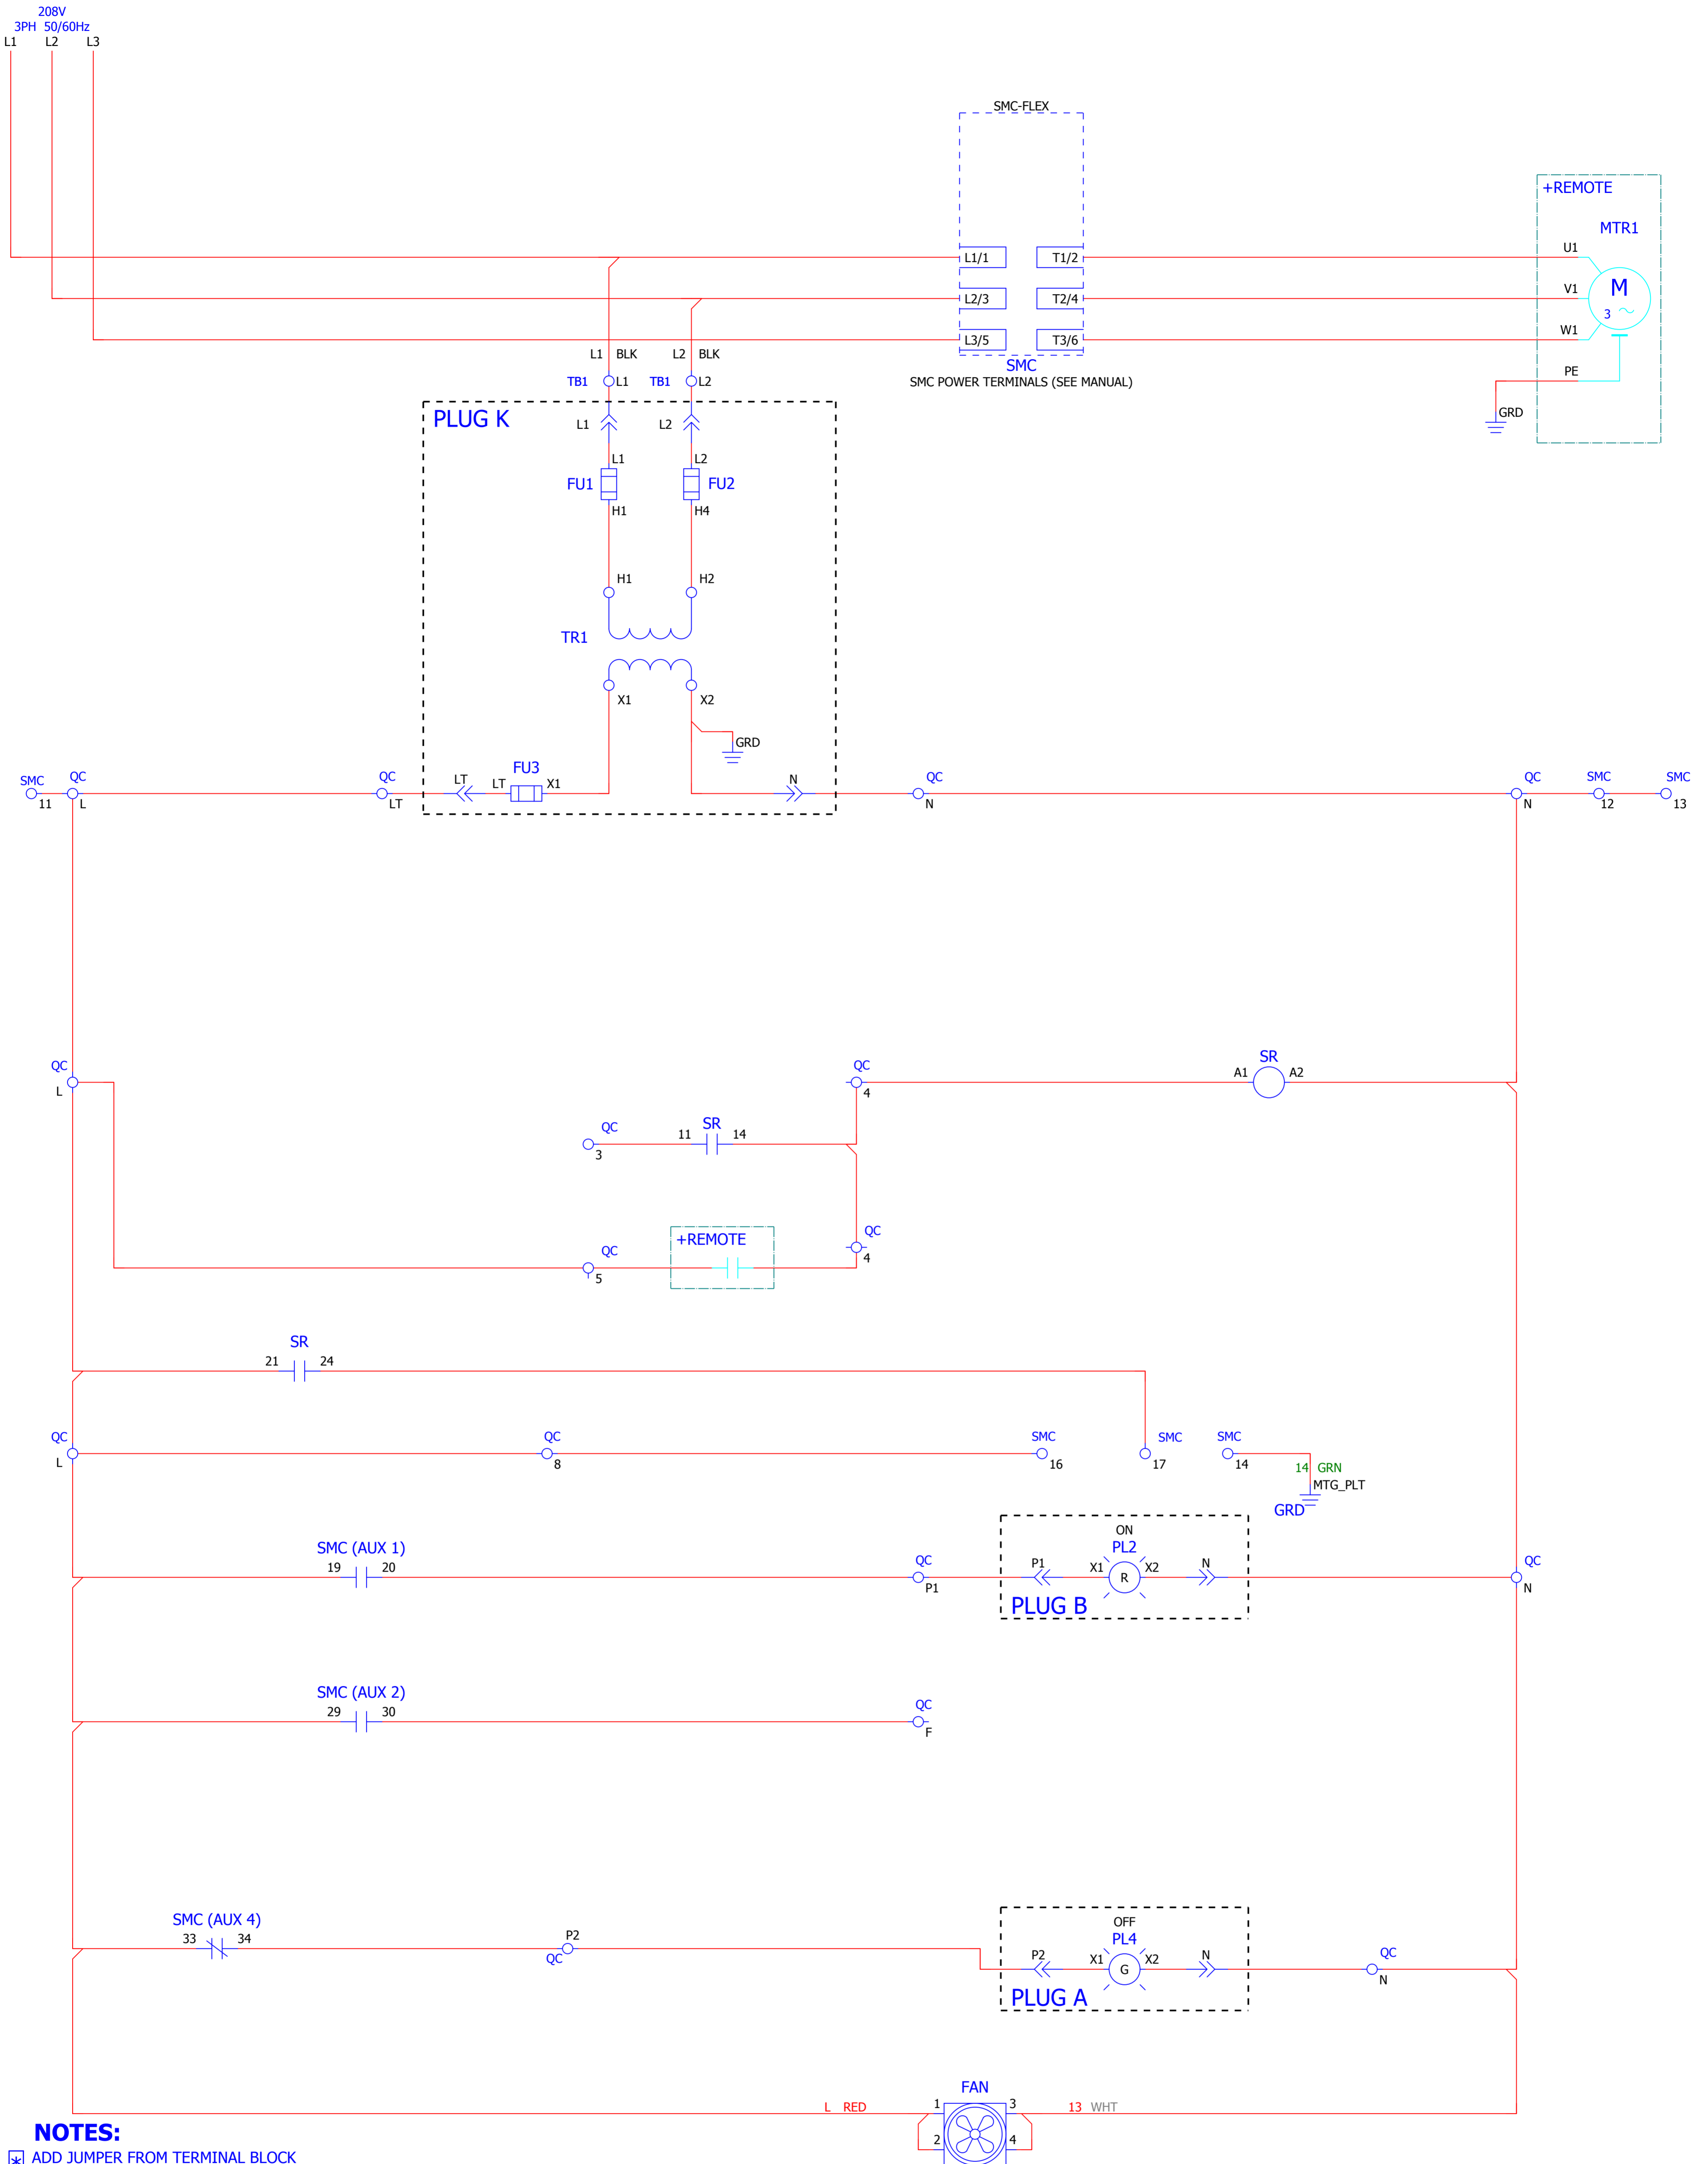 208V
3PH 50/60Hz
L1 L2 L3
SMC-FLEX
+REMOTE
MTR1
U1
L1/1 T1/2
V1 M
L2/3 T2/4
3
W1
L3/5 T3/6
L1 BLK L2 BLK
SMC
SMC POWER TERMINALS (SEE MANUAL)
PE
TB1 L1 TB1 L2
GRD
PLUG K
L1 L2
L1 L2
FU1 FU2
H1 H4
H1 H2
TR1
X1 X2
GRD
FU3
SMC QC QC LT LT X1 N QC QC SMC SMC
11 L LT N N 12 13
QC QC SR
L 4 A1 A2
QC 11 SR 14
3
+REMOTE QC
QC 4
5
SR
21 24
QC QC SMC SMC SMC
L 8 16 17 14
14 GRN
MTG_PLT
GRD
ON
SMC (AUX 1) PL2
19 20 QC P1 X1 R X2 N QC
P1 N
PLUG B
SMC (AUX 2)
29 30 QC
F
SMC (AUX 4) OFF
33 34 P2 PL4
QC P2 X1 G X2 N QC
N
PLUG A
FAN
L RED 1 3 13 WHT
2 4
NOTES:
* ADD JUMPER FROM TERMINAL BLOCK